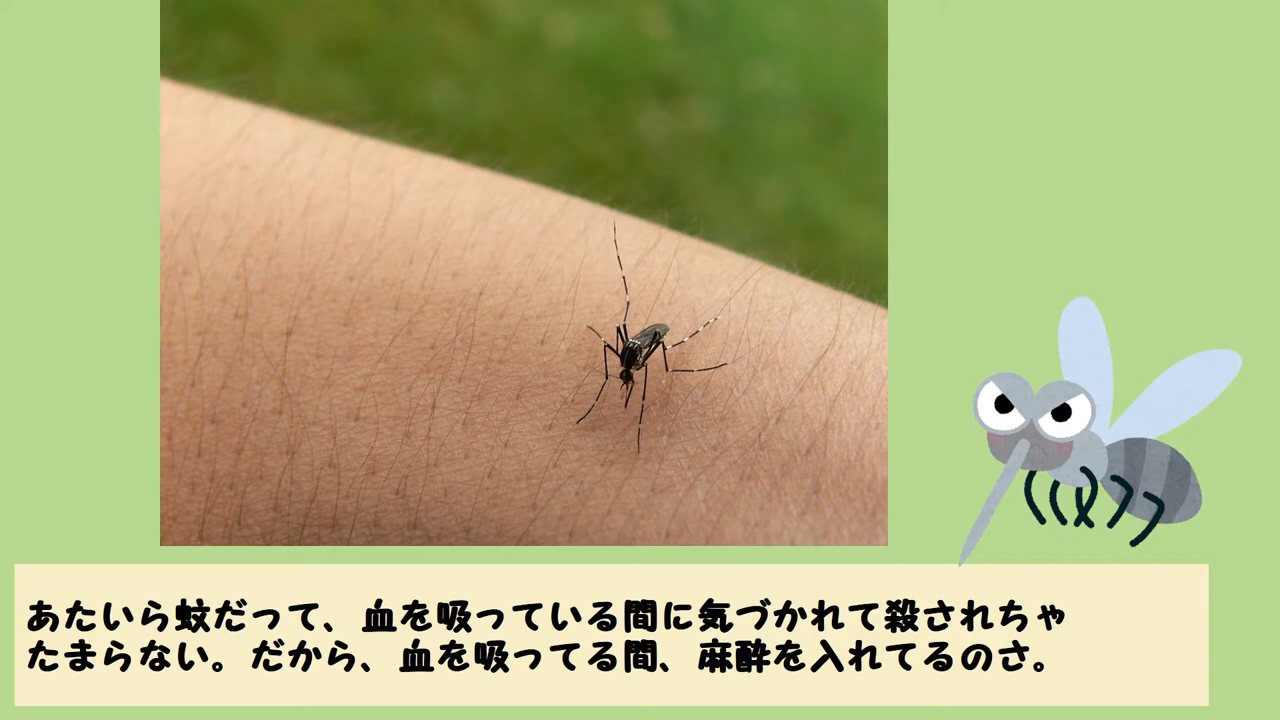 あたいら蚊だって、血を吸っている間に気づかれて殺されちゃ
たまらない。だから、血を吸ってる間、麻酔を入れてるのさ。